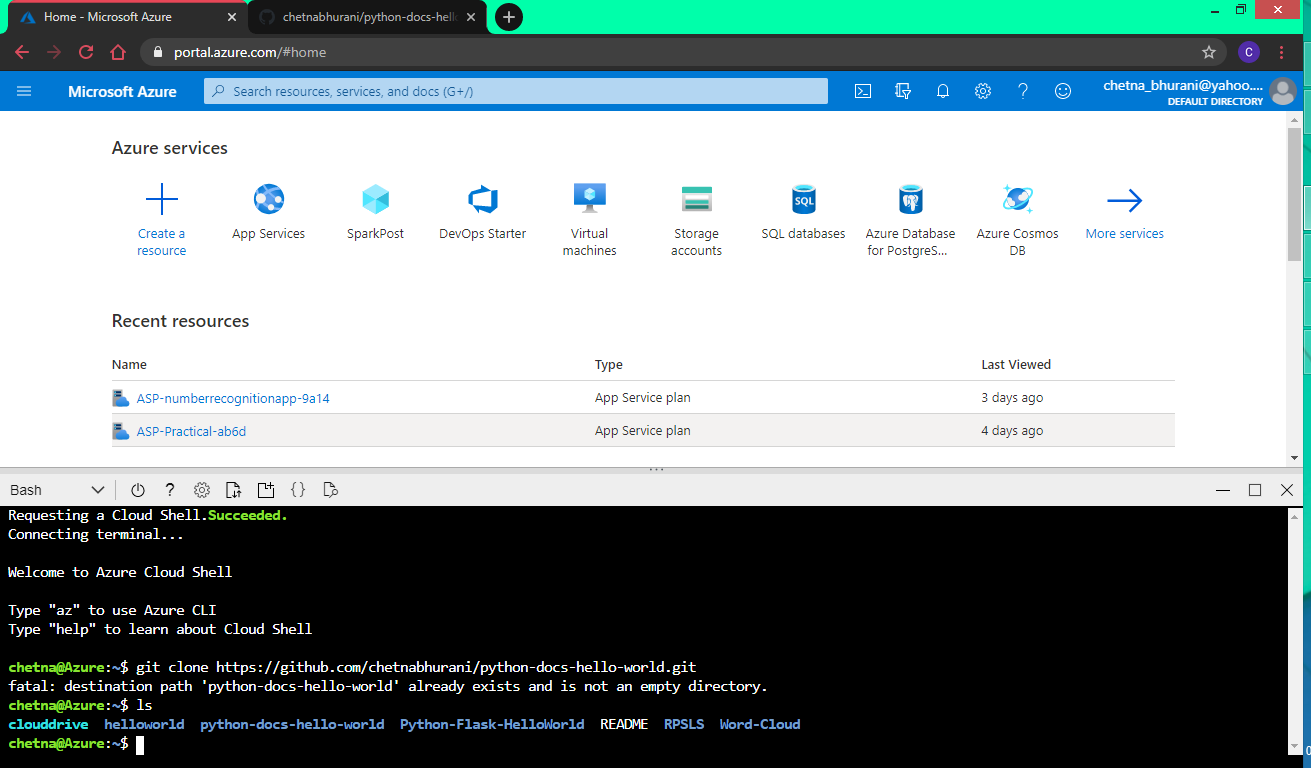 Home - Microsoft Azure
chetnabhurani/python-docs-hell
portal.azure.com/#home
C
Microsoft Azure
Search resources, services, and docs (G+/)
chetna_bhurani@yahoo....
DEFAULT DIRECTORY
Azure services
Create a resource
App Services
SparkPost
DevOps Starter
Virtual machines
Storage accounts
SQL
SQL databases
Azure Database for PostgreS...
Azure Cosmos DB
More services
Recent resources
Name Type Last Viewed
ASP-numberrecognitionapp-9a14 App Service plan 3 days ago
ASP-Practical-ab6d App Service plan 4 days ago
Bash
Requesting a Cloud Shell.Succeeded.
Connecting terminal...
Welcome to Azure Cloud Shell
Type "az" to use Azure CLI
Type "help" to learn about Cloud Shell
chetna@Azure:~$ git clone https://github.com/chetnabhurani/python-docs-hello-world.git
fatal: destination path 'python-docs-hello-world' already exists and is not an empty directory.
chetna@Azure:~$ ls
clouddrive helloworld python-docs-hello-world Python-Flask-HelloWorld README RPSLS Word-Cloud
chetna@Azure:~$